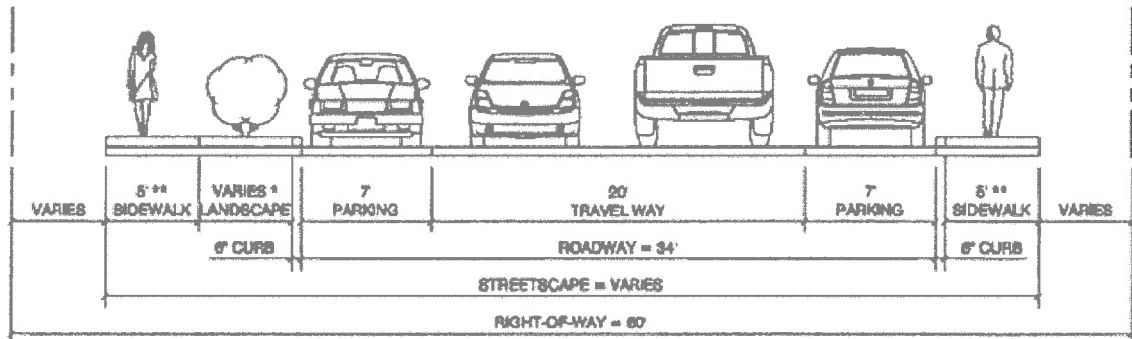 5' ** VARIES * 7' 20' 7' 5' **
VARIES SIDEWALK LANDSCAPE PARKING TRAVEL WAY PARKING SIDEWALK VARIES
6" CURB ROADWAY = 34' 6" CURB
STREETSCAPE = VARIES
RIGHT-OF-WAY = 60'